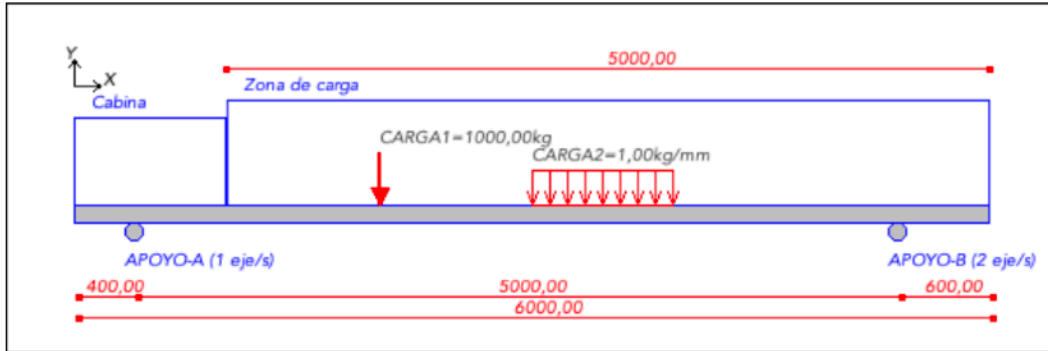 5000,00
Y
X
Zona de carga
Cabina
CARGA1=1000,00kg
CARGA2=1,00kg/mm
APOYO-A (1 eje/s)
APOYO-B (2 eje/s)
400,00
5000,00
600,00
6000,00